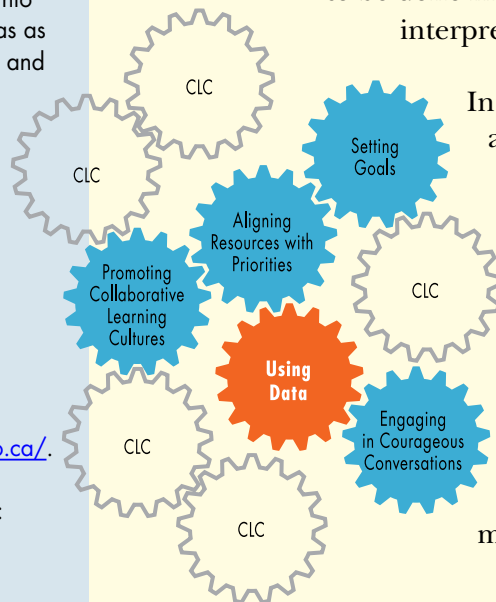 as as
and
interpre
In
CLC
CLC
Setting
Goals
Aligning
Resources with
Priorities
Promoting
Collaborative
Learning
Cultures
CLC
Using
Data
Engaging
in Courageous
Conversations
CLC
CLC
o.ca/.
:
m